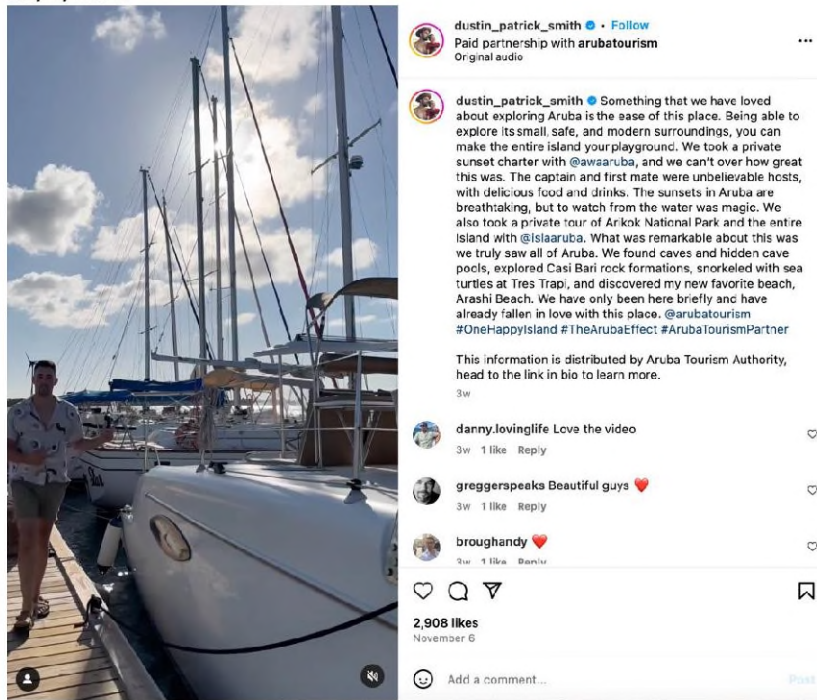 dustin_patrick_smith • Follow
Paid partnership with arubatourism
Original audio
dustin_patrick_smith Something that we have loved
about exploring Aruba is the ease of this place. Being able to
explore its small, safe, and modern surroundings, you can
make the entire island your playground. We took a private
sunset charter with @awaaruba, and we can't over how great
this was. The captain and first mate were unbelievable hosts,
with delicious food and drinks. The sunsets in Aruba are
breathtaking, but to watch from the water was magic. We
also took a private tour of Arikok National Park and the entire
Island with @islaaruba. What was remarkable about this was
we truly saw all of Aruba. We found caves and hidden cave
pools, explored Casi Bari rock formations, snorkeled with sea
turtles at Tres Trapi, and discovered my new favorite beach,
Arashi Beach. We have only been here briefly and have
already fallen in love with this place. @arubatourism
#OneHappyIsland #TheArubaEffect #ArubaTourismPartner
This information is distributed by Aruba Tourism Authority,
head to the link in bio to learn more.
3w
danny.lovinglife Love the video
3w 1 like Reply
greggerspeaks Beautiful guys ❤️
3w 1 like Reply
broughandy ❤️
3w 1 like Reply
2,908 likes
November 6
Add a comment...
Post